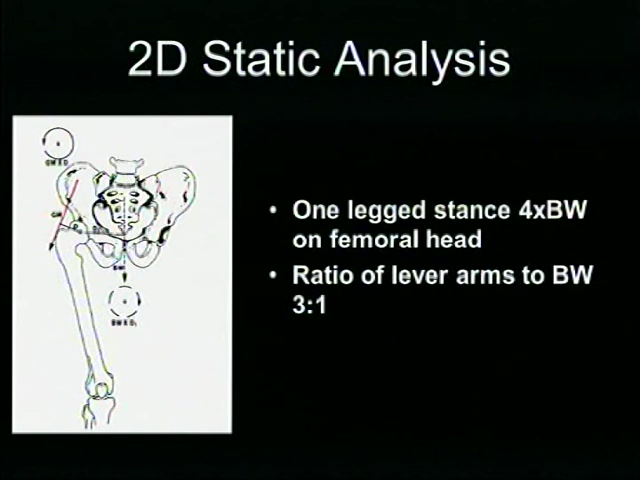 2D Static Analysis
• One legged stance 4xBW
on femoral head
• Ratio of lever arms to BW
3:1